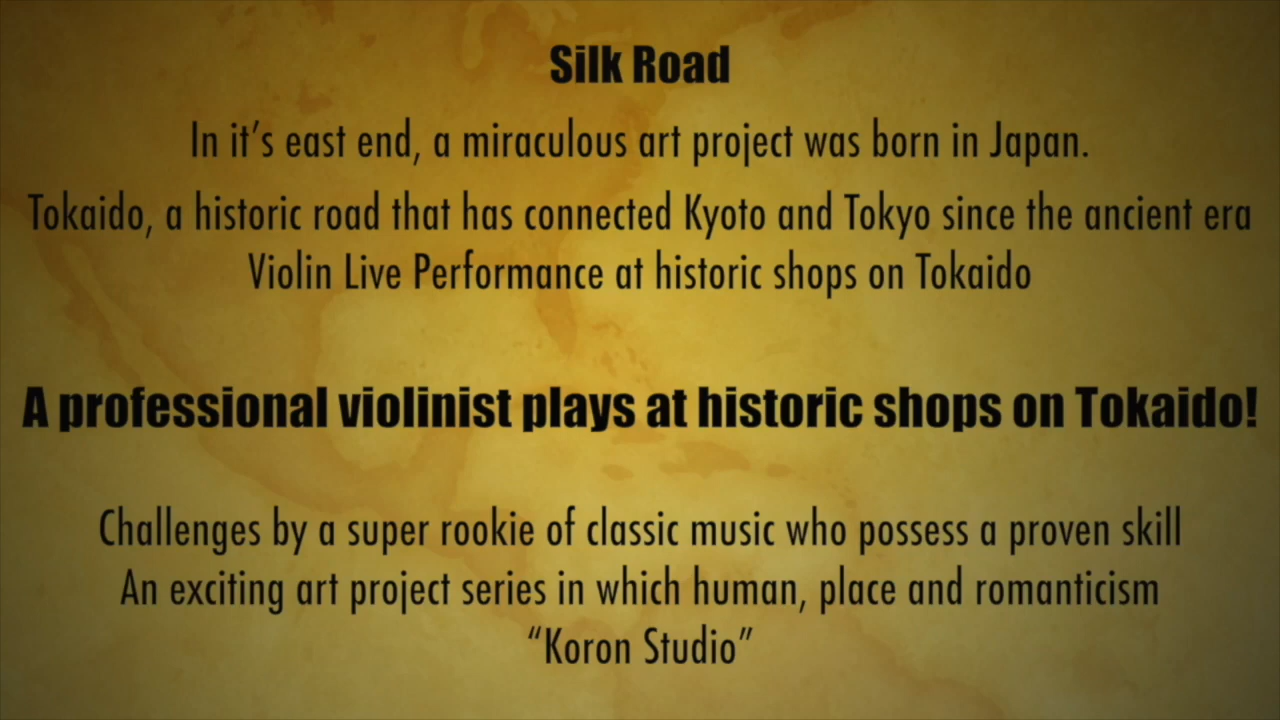 Silk Road
In it’s east end, a miraculous art project was born in Japan.
Tokaido, a historic road that has connected Kyoto and Tokyo since the ancient era
Violin Live Performance at historic shops on Tokaido
A professional violinist plays at historic shops on Tokaido!
Challenges by a super rookie of classic music who possess a proven skill
An exciting art project series in which human, place and romanticism
“Koron Studio”